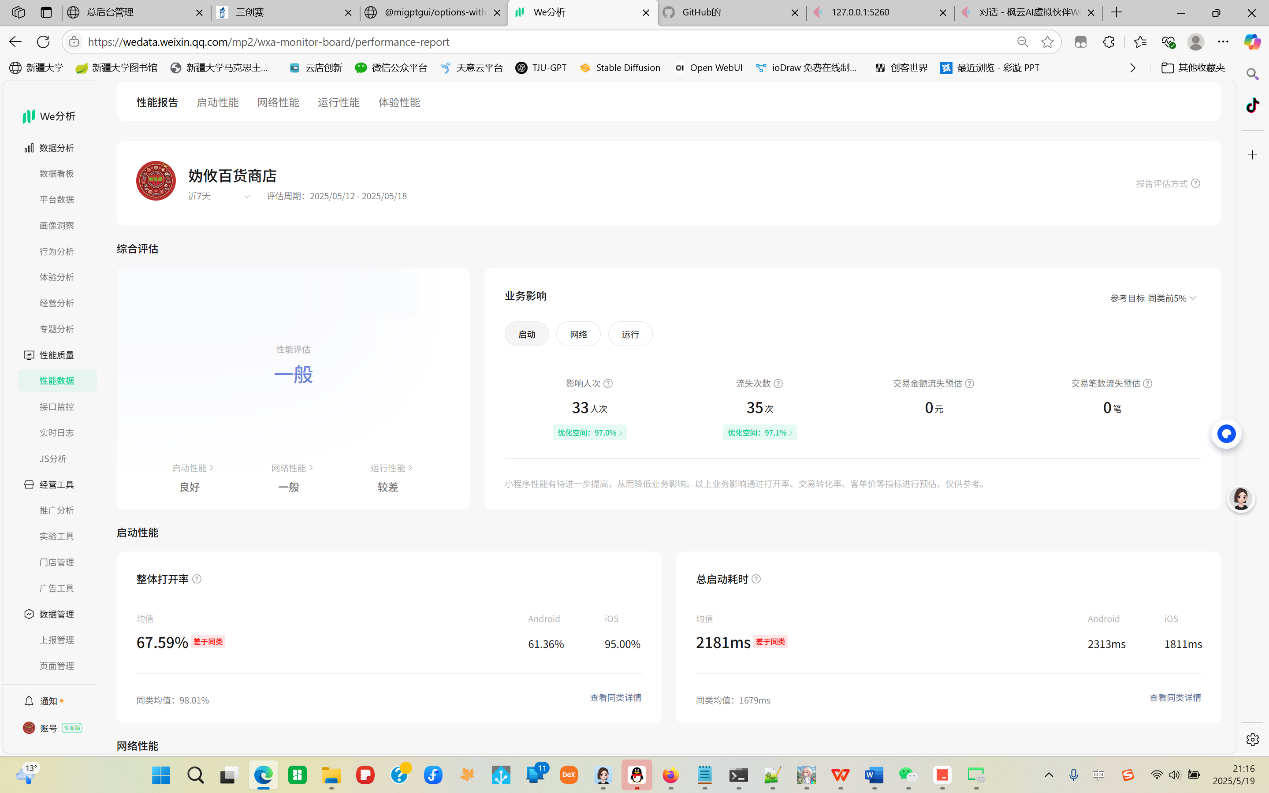 总后台管理
三创赛
@migptgui/options-with
We分析
GitHub的
127.0.0.1:5260
对话 - 枫云AI虚拟伙伴W
https://wedata.weixin.qq.com/mp2/wxa-monitor-board/performance-report
新疆大学
新疆大学图书馆
新疆大学马克思主...
云店创新
微信公众平台
天意云平台
TJU-GPT
Stable Diffusion
Open WebUI
ioDraw 免费在线制...
创客世界
最近浏览 - 彩漩 PPT
其他收藏夹
We分析
数据分析
数据看板
平台数据
画像洞察
行为分析
体验分析
经营分析
专题分析
性能质量
性能数据
接口监控
实时日志
JS分析
经营工具
推广分析
实验工具
门店管理
广告工具
数据管理
上报管理
页面管理
通知
账号 专业版
性能报告 启动性能 网络性能 运行性能 体验性能
妫攸百货商店
近7天 评估周期：2025/05/12 - 2025/05/18
报告评估方式
综合评估
性能评估
一般
启动性能 网络性能 运行性能
良好 一般 较差
业务影响
参考目标 同类前5%
启动 网络 运行
影响人次 流失次数 交易金额流失预估 交易笔数流失预估
33人次 35次 0元 0笔
优化空间：97.0% 优化空间：97.1%
小程序性能有待进一步提高，从而降低业务影响。以上业务影响通过打开率、交易转化率、客单价等指标进行预估，仅供参考。
启动性能
整体打开率
均值 Android iOS
67.59% 差于同类 61.36% 95.00%
同类均值：98.01% 查看同类详情
总启动耗时
均值 Android iOS
2181ms 差于同类 2313ms 1811ms
同类均值：1679ms 查看同类详情
网络性能
13°
11
中
21:16
2025/5/19